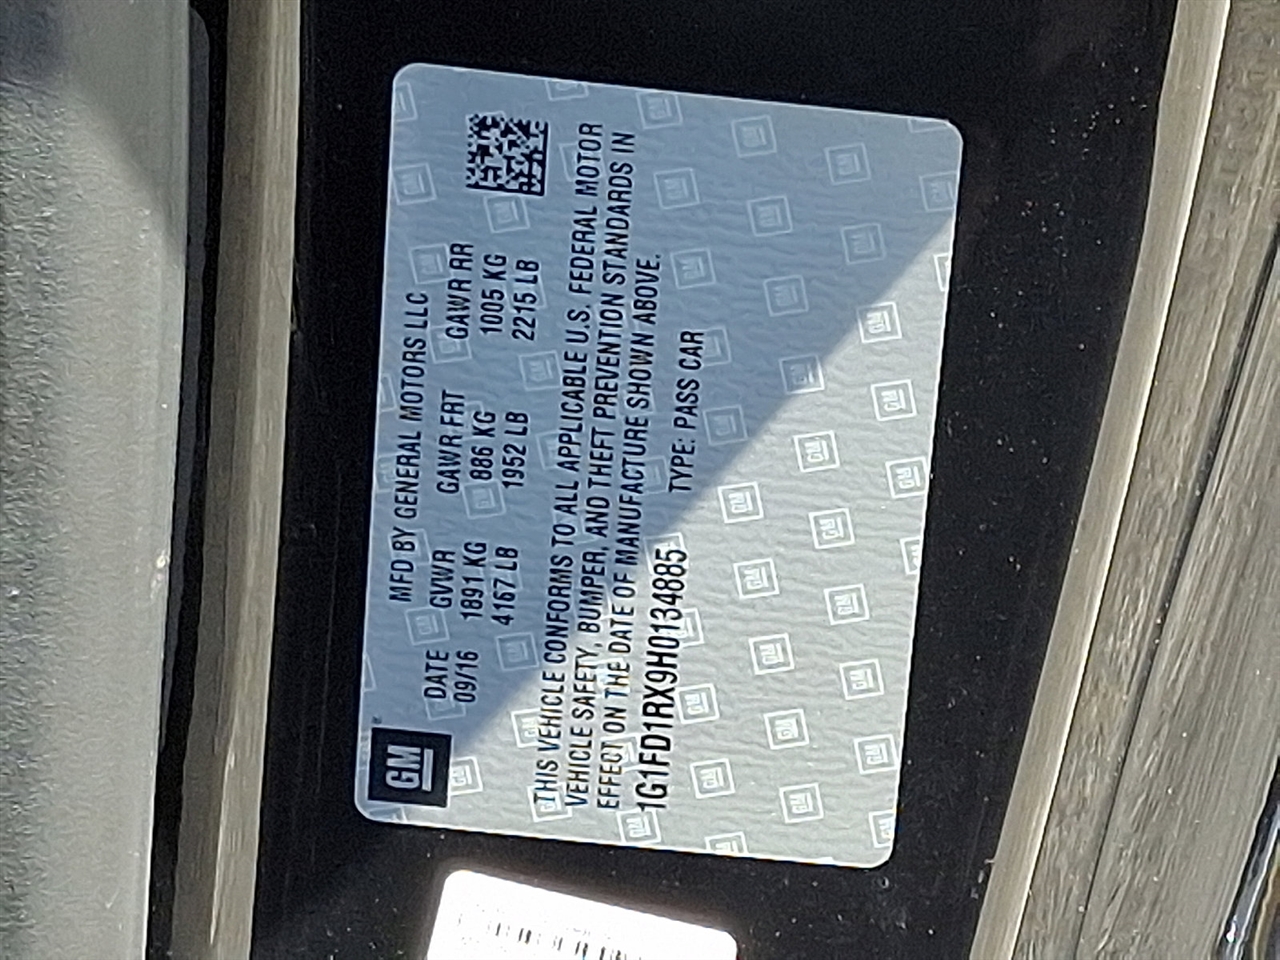 GM
MFD BY GENERAL MOTORS LLC
DATE GVWR GAWR FRT GAWR RR
09/16 1891 KG 886 KG 1005 KG
4167 LB 1952 LB 2215 LB
THIS VEHICLE CONFORMS TO ALL APPLICABLE U.S. FEDERAL MOTOR
VEHICLE SAFETY, BUMPER, AND THEFT PREVENTION STANDARDS IN
EFFECT ON THE DATE OF MANUFACTURE SHOWN ABOVE.
1G1FD1RX9H0134885 TYPE: PASS CAR